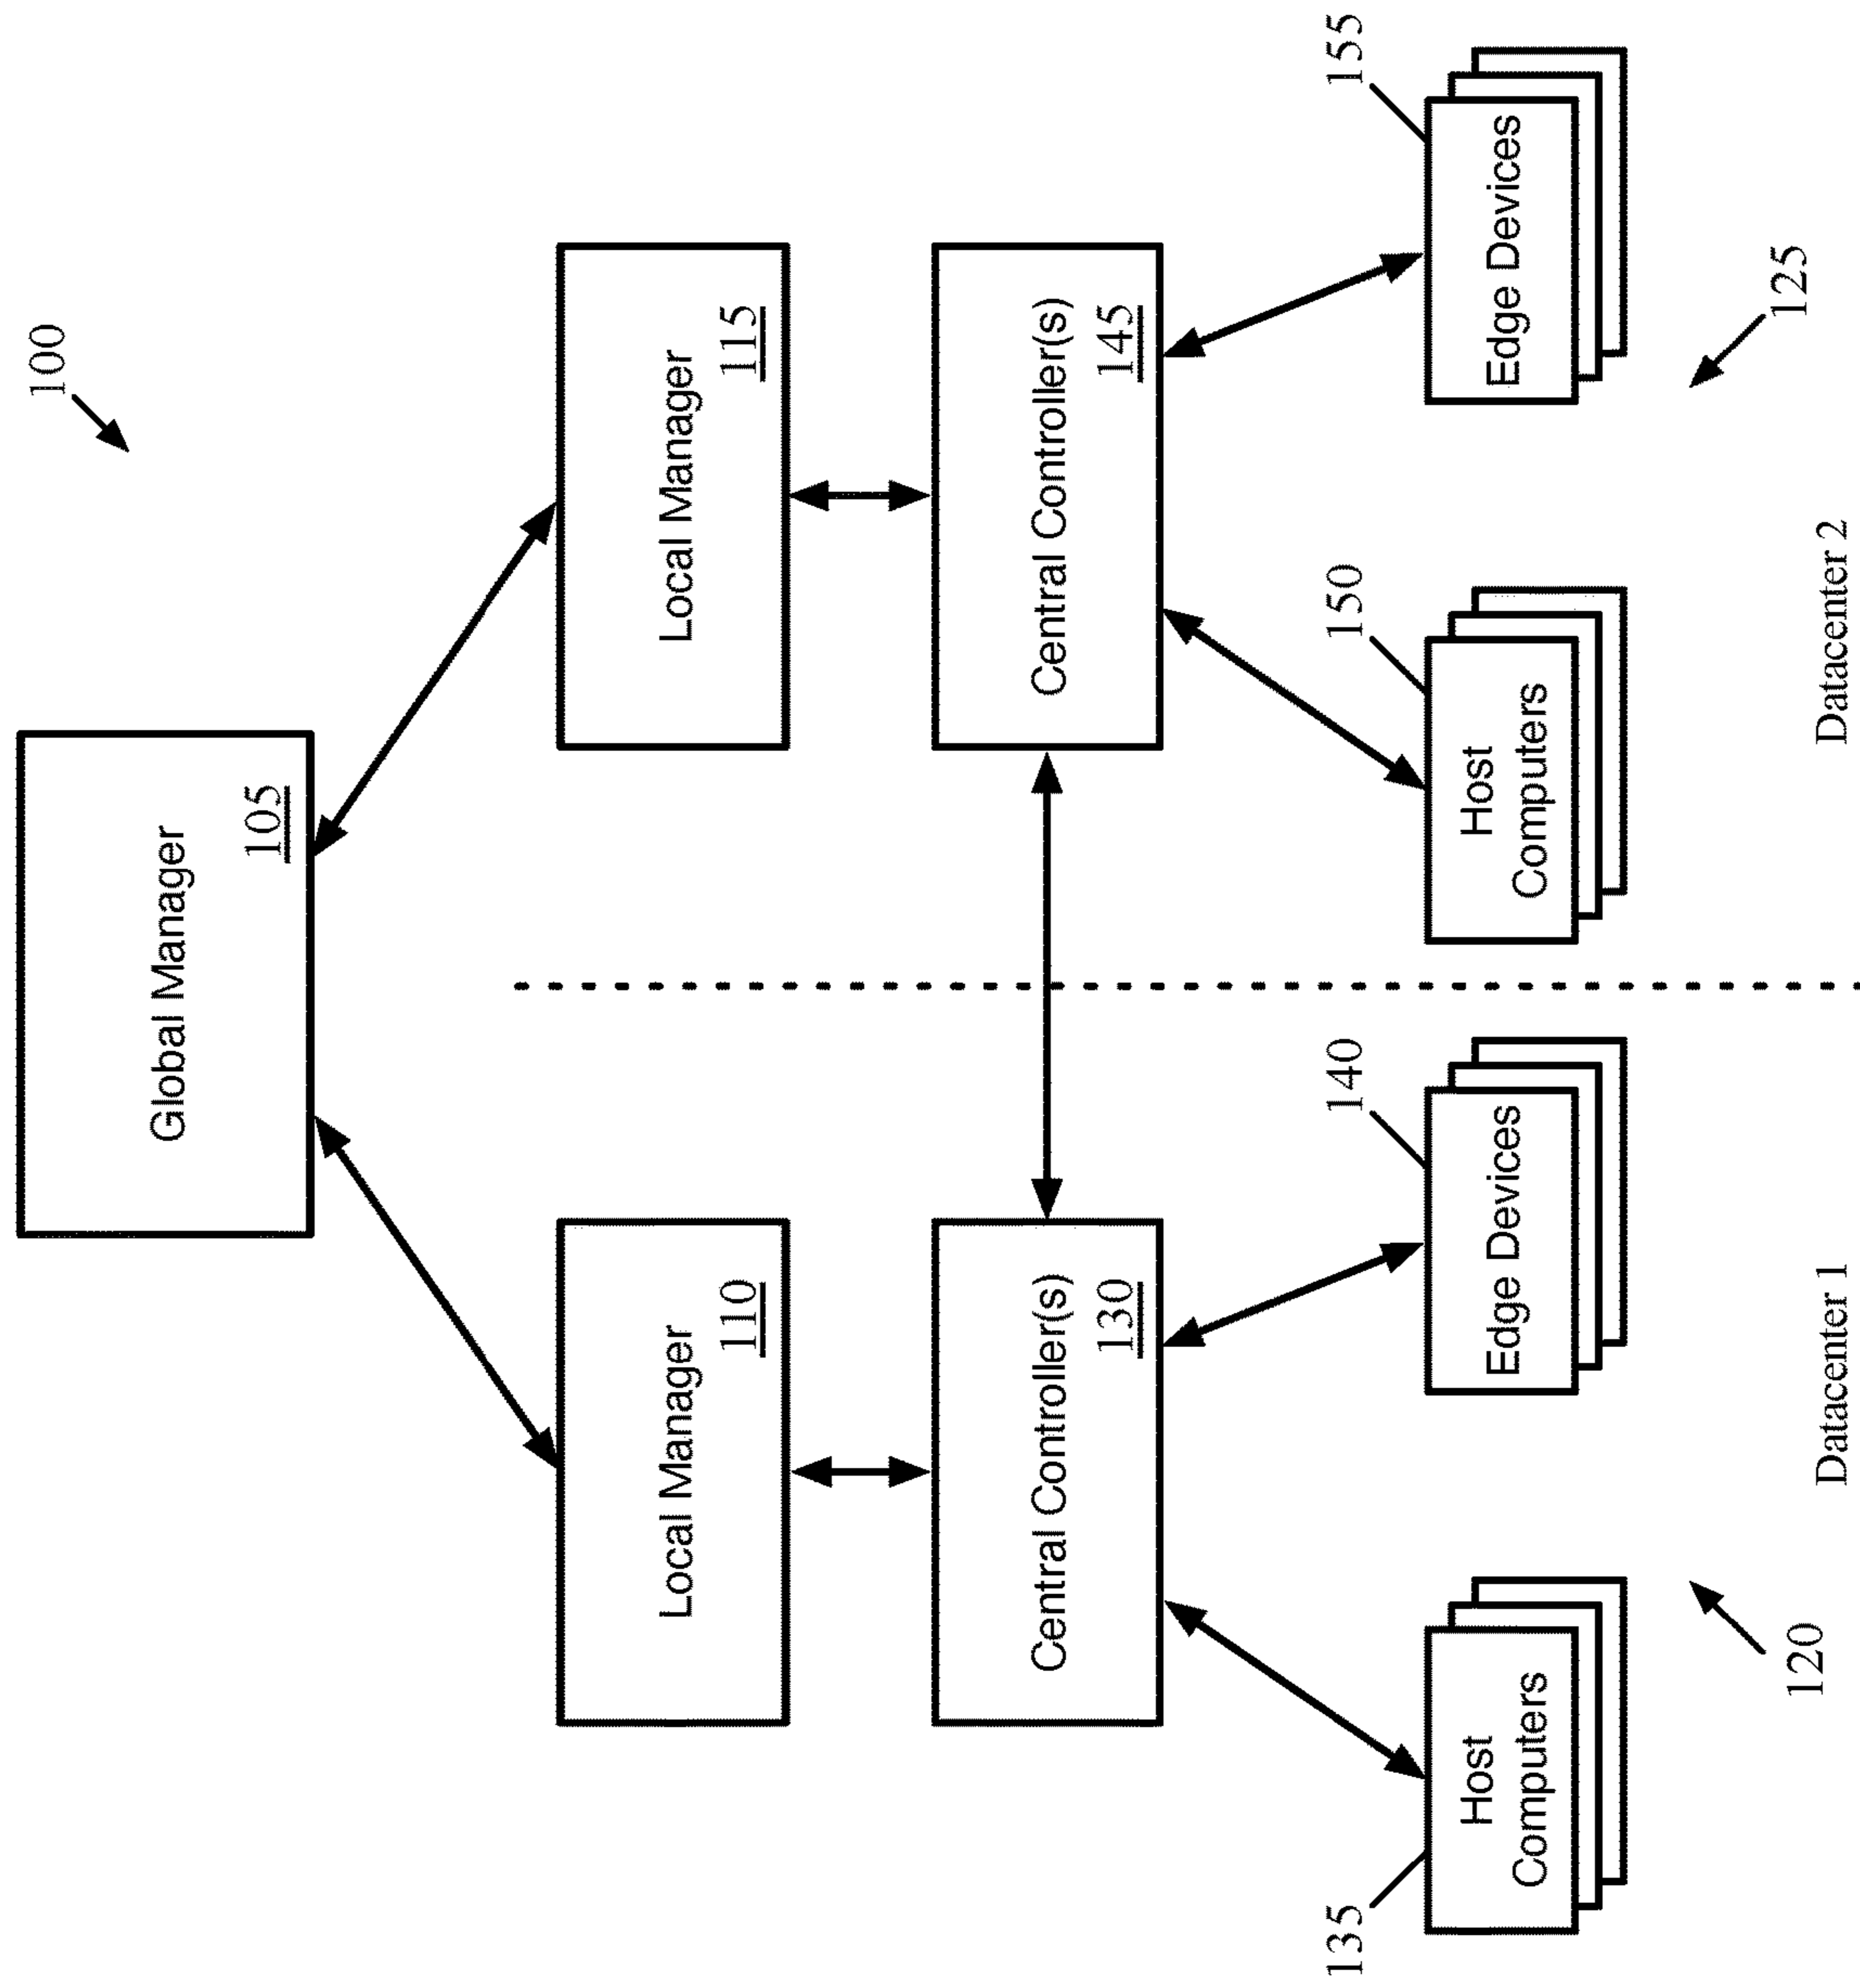 100
Global Manager
105
Local Manager
110
Local Manager
115
Central Controller(s)
130
Central Controller(s)
145
135
Host
Computers
140
Edge Devices
150
Host
Computers
155
Edge Devices
120
125
Datacenter 1
Datacenter 2